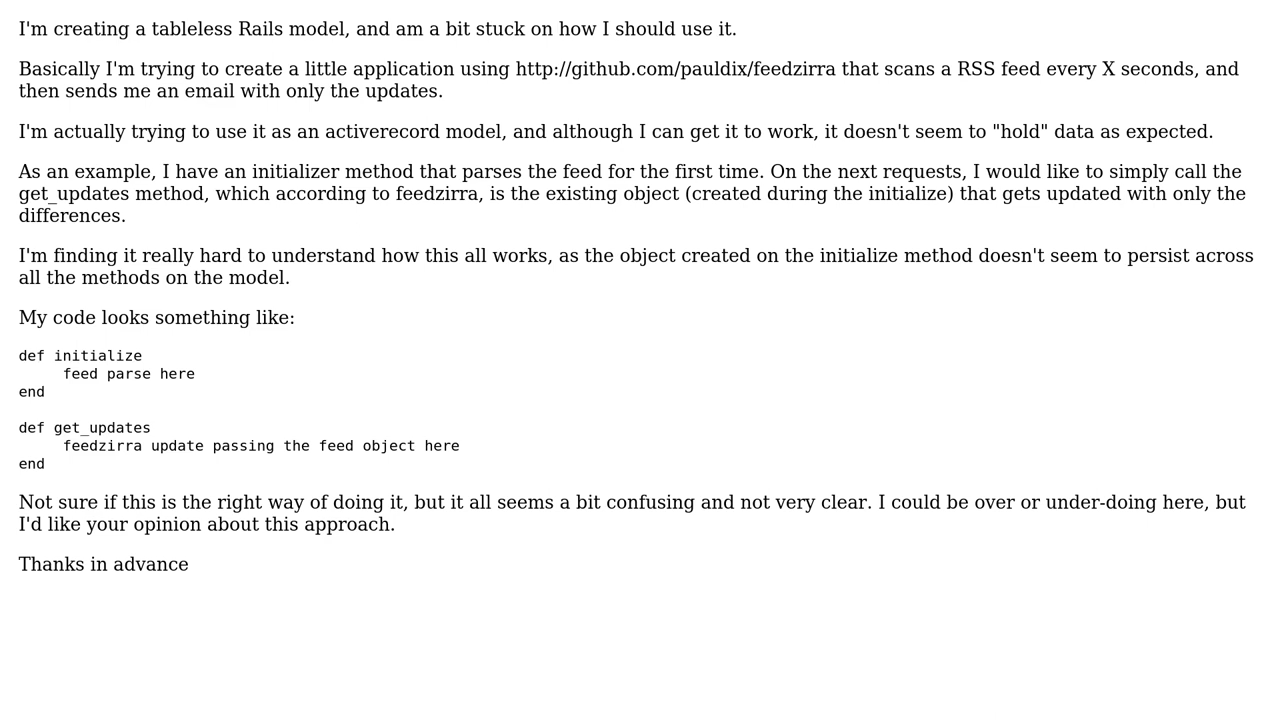 I'm creating a tableless Rails model, and am a bit stuck on how I should use it.
Basically I'm trying to create a little application using http://github.com/pauldix/feedzirra that scans a RSS feed every X seconds, and
then sends me an email with only the updates.
I'm actually trying to use it as an activerecord model, and although I can get it to work, it doesn't seem to "hold" data as expected.
As an example, I have an initializer method that parses the feed for the first time. On the next requests, I would like to simply call the
get_updates method, which according to feedzirra, is the existing object (created during the initialize) that gets updated with only the
differences.
I'm finding it really hard to understand how this all works, as the object created on the initialize method doesn't seem to persist across
all the methods on the model.
My code looks something like:
def initialize
     feed parse here
end
def get_updates
     feedzirra update passing the feed object here
end
Not sure if this is the right way of doing it, but it all seems a bit confusing and not very clear. I could be over or under-doing here, but
I'd like your opinion about this approach.
Thanks in advance